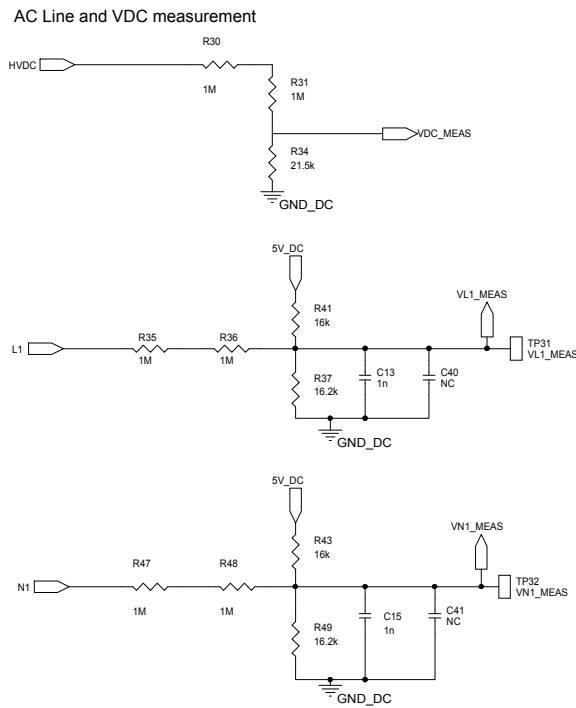 AC Line and VDC measurement
R30
HVDC
1M
R31
1M
VDC_MEAS
R34
21.5k
GND_DC
5V_DC
R41
16k
VL1_MEAS
L1
R35
1M
R36
1M
TP31
VL1_MEAS
R37
16.2k
C13
1n
C40
NC
GND_DC
5V_DC
R43
16k
VN1_MEAS
N1
R47
1M
R48
1M
TP32
VN1_MEAS
R49
16.2k
C15
1n
C41
NC
GND_DC